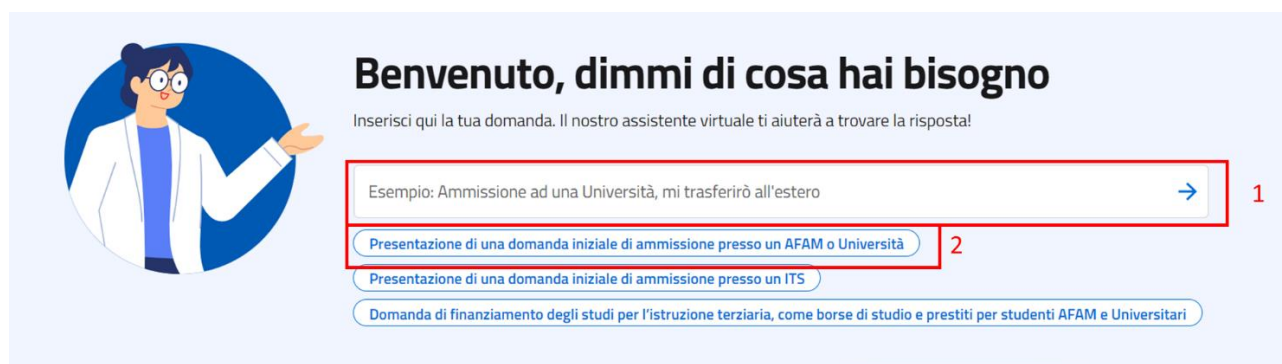 Benvenuto, dimmi di cosa hai bisogno
Inserisci qui la tua domanda. Il nostro assistente virtuale ti aiuterà a trovare la risposta!
Esempio: Ammissione ad una Università, mi trasferirò all'estero
1
Presentazione di una domanda iniziale di ammissione presso un AFAM o Università
2
Presentazione di una domanda iniziale di ammissione presso un ITS
Domanda di finanziamento degli studi per l'istruzione terziaria, come borse di studio e prestiti per studenti AFAM e Universitari